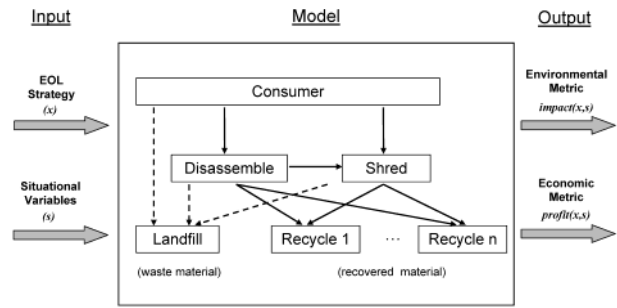 Input
Model
Output
EOL
Strategy
(x)
Situational
Variables
(s)
Consumer
Disassemble
Shred
Landfill
Recycle 1
...
Recycle n
(waste material)
(recovered material)
Environmental
Metric
impact(x,s)
Economic
Metric
profit(x,s)